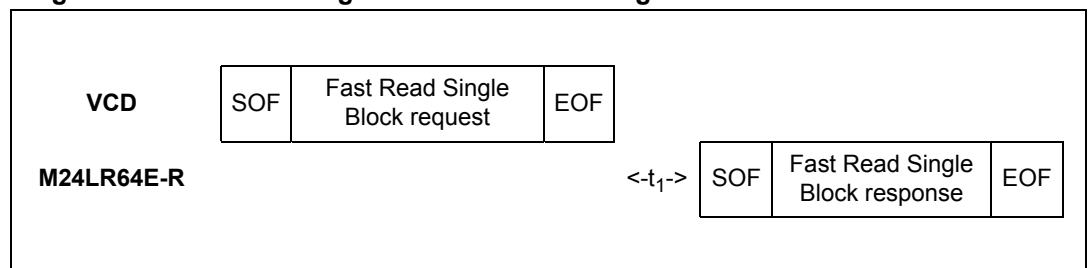 VCD SOF Fast Read Single Block request EOF
M24LR64E-R <-t₁-> SOF Fast Read Single Block response EOF